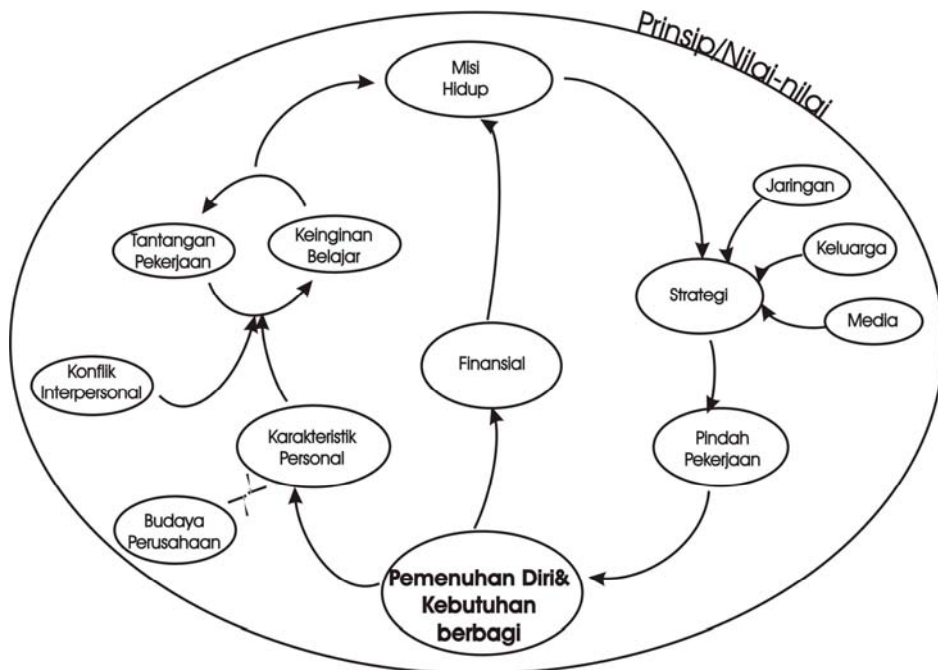 Prinsip/Nilai-nilai
Misi
Hidup
Jaringan
Tantangan
Pekerjaan
Keinginan
Belajar
Keluarga
Strategi
Media
Konflik
Interpersonal
Finansial
Karakteristik
Personal
Pindah
Pekerjaan
Budaya
Perusahaan
Pemenuhan Diri&
Kebutuhan
berbagi